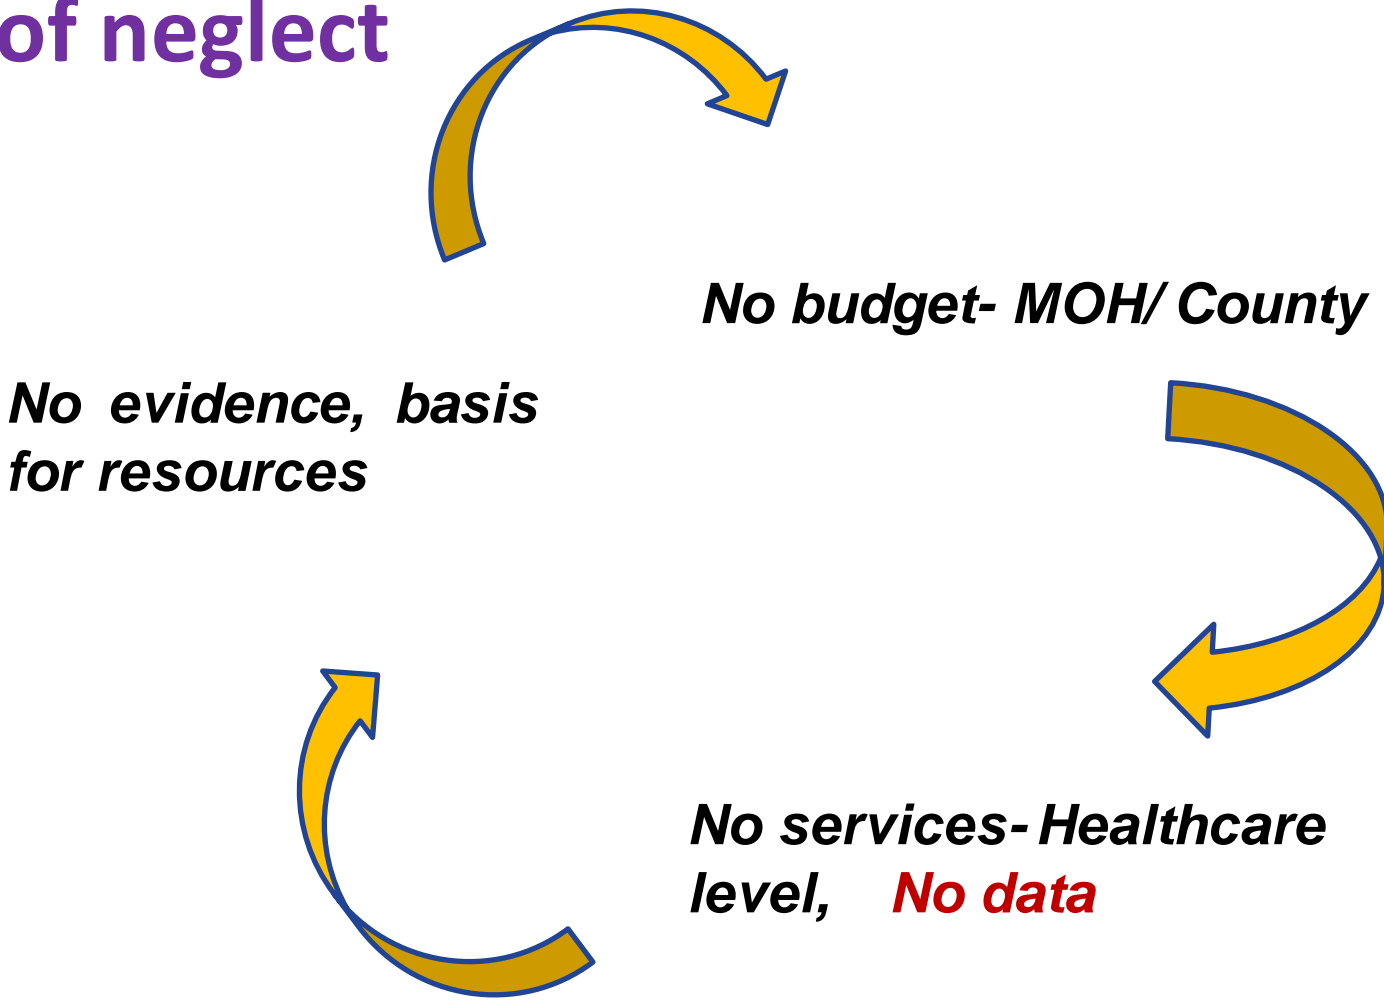 of neglect
No budget- MOH/ County
No evidence, basis
for resources
No services- Healthcare
level, No data